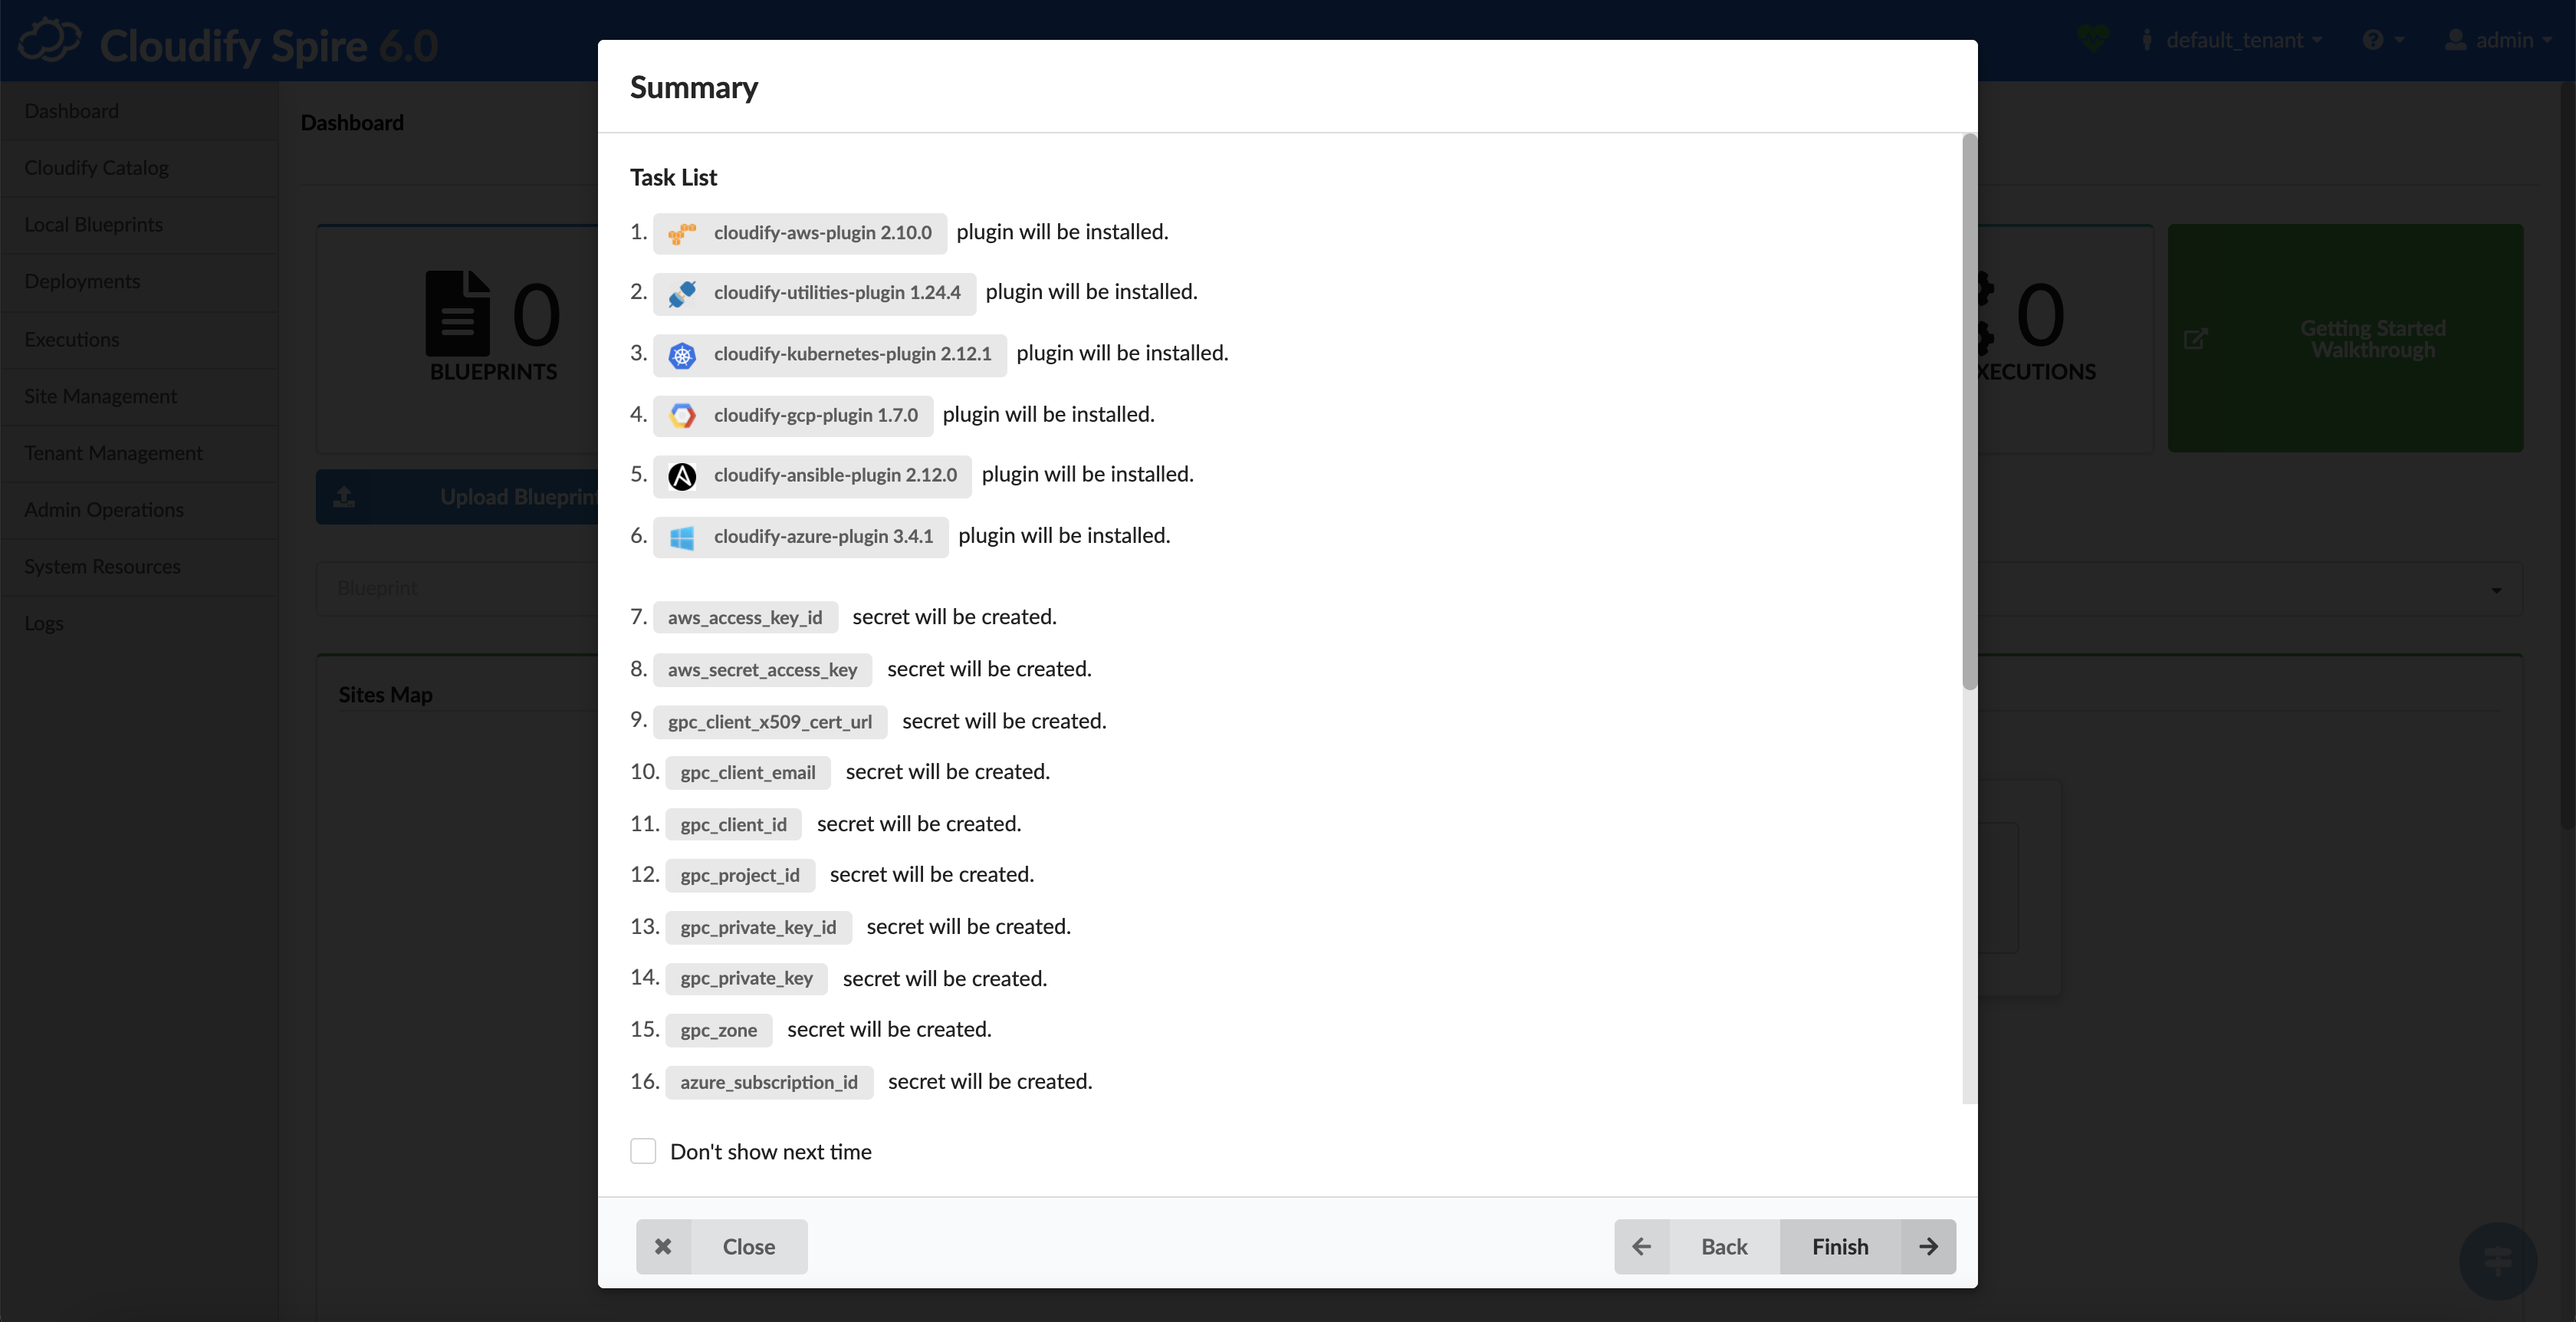 Cloudify Spire 6.0
default_tenant
admin
Dashboard
Cloudify Catalog
Local Blueprints
Deployments
Executions
Site Management
Tenant Management
Admin Operations
System Resources
Logs
Dashboard
0
BLUEPRINTS
0
XECUTIONS
Getting Started
Walkthrough
Upload Blueprint
Blueprint
Sites Map
Summary
Task List
1. cloudify-aws-plugin 2.10.0 plugin will be installed.
2. cloudify-utilities-plugin 1.24.4 plugin will be installed.
3. cloudify-kubernetes-plugin 2.12.1 plugin will be installed.
4. cloudify-gcp-plugin 1.7.0 plugin will be installed.
5. cloudify-ansible-plugin 2.12.0 plugin will be installed.
6. cloudify-azure-plugin 3.4.1 plugin will be installed.
7. aws_access_key_id secret will be created.
8. aws_secret_access_key secret will be created.
9. gpc_client_x509_cert_url secret will be created.
10. gpc_client_email secret will be created.
11. gpc_client_id secret will be created.
12. gpc_project_id secret will be created.
13. gpc_private_key_id secret will be created.
14. gpc_private_key secret will be created.
15. gpc_zone secret will be created.
16. azure_subscription_id secret will be created.
Don't show next time
Close
Back
Finish